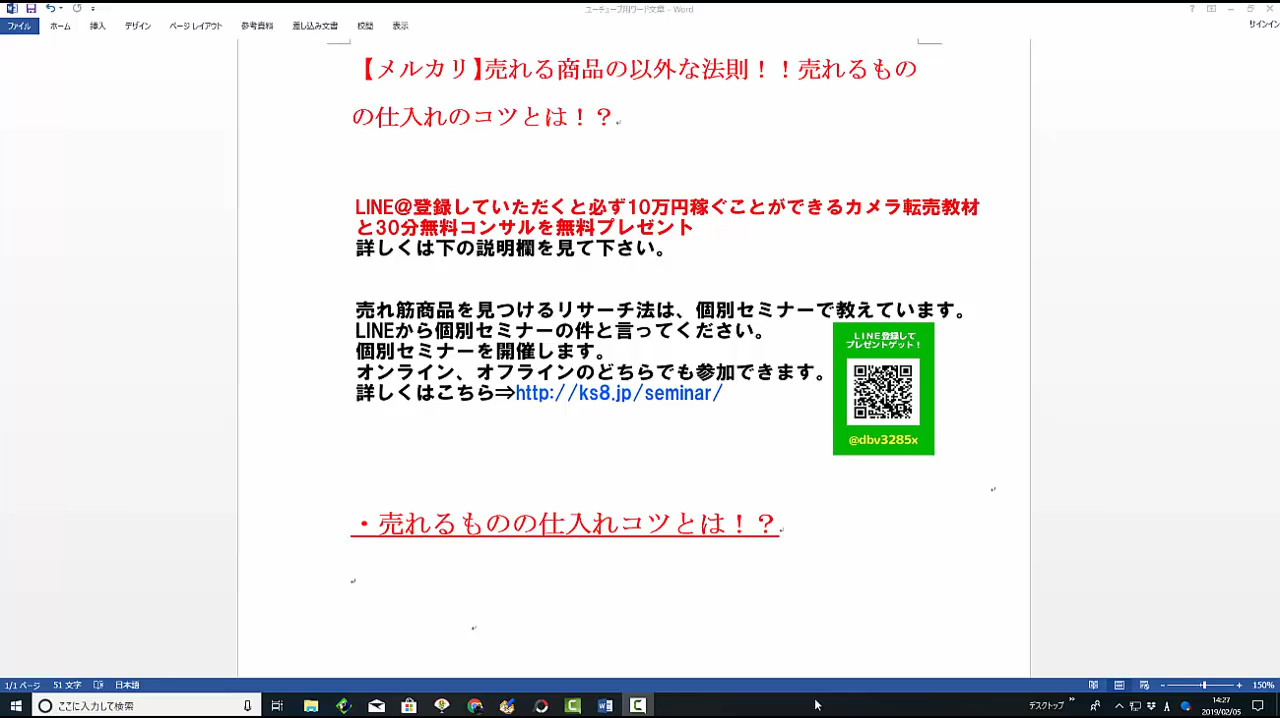 ユーチューブ用ワード文章 - Word
ファイル ホーム 挿入 デザイン ページ レイアウト 参考資料 差し込み文書 校閲 表示 サインイン
【メルカリ】売れる商品の以外な法則！！売れるもの
の仕入れのコツとは！？
LINE@登録していただくと必ず10万円稼ぐことができるカメラ転売教材
と30分無料コンサルを無料プレゼント
詳しくは下の説明欄を見て下さい。
売れ筋商品を見つけるリサーチ法は、個別セミナーで教えています。
LINEから個別セミナーの件と言ってください。
個別セミナーを開催します。
オンライン、オフラインのどちらでも参加できます。
詳しくはこちら⇒http://ks8.jp/seminar/
LINE登録して
プレゼントゲット！
@dbv3285x
・売れるものの仕入れコツとは！？
1/1 ページ 51 文字 日本語 150%
ここに入力して検索
デスクトップ
14:27
2019/02/05